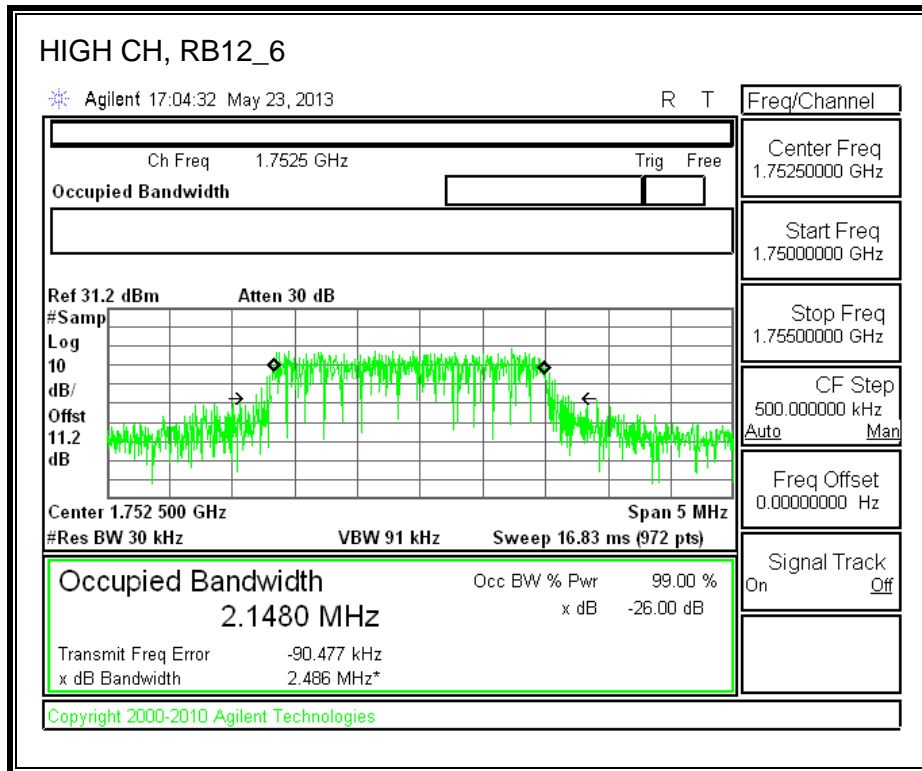 HIGH CH, RB12_6
Agilent 17:04:32 May 23, 2013 R T
Freq/Channel
Ch Freq 1.7525 GHz Trig Free
Occupied Bandwidth
Center Freq
1.75250000 GHz
Start Freq
1.75000000 GHz
Stop Freq
1.75500000 GHz
CF Step
500.000000 kHz
Auto Man
Freq Offset
0.00000000 Hz
Signal Track
On Off
Ref 31.2 dBm Atten 30 dB
#Samp
Log
10
dB/
Offst
11.2
dB
Center 1.752 500 GHz Span 5 MHz
#Res BW 30 kHz VBW 91 kHz Sweep 16.83 ms (972 pts)
Occupied Bandwidth Occ BW % Pwr 99.00 %
2.1480 MHz x dB -26.00 dB
Transmit Freq Error -90.477 kHz
x dB Bandwidth 2.486 MHz*
Copyright 2000-2010 Agilent Technologies